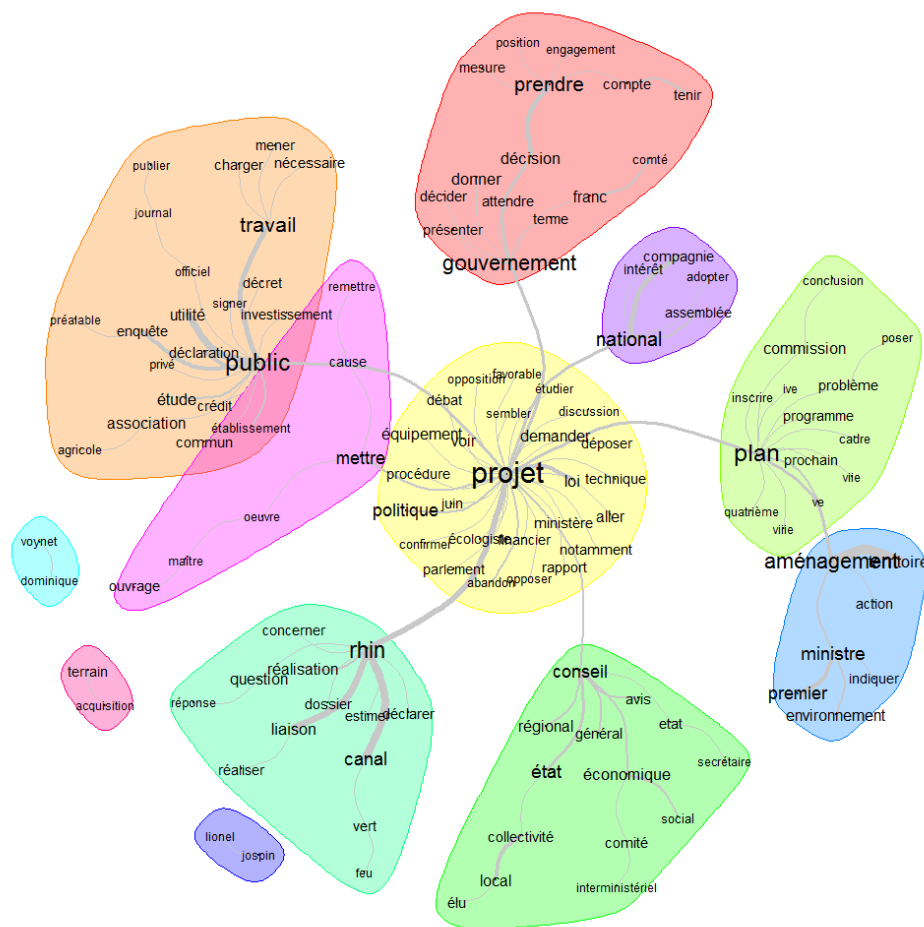 position
engagement
mesure
prendre
compte
tenir
décision
comté
donner
décider
attendre
franc
terme
présenter
gouvernement
mener
publier
charger
nécessaire
journal
travail
officiel
décret
signer
utilité
investissement
préalable
enquête
déclaration
privé
public
étude
crédit
association
établissement
agricole
commun
remettre
cause
mettre
oeuvre
maître
ouvrage
compagnie
intérêt
adopter
assemblée
national
conclusion
commission
poser
ive
problème
inscrire
programme
cadre
plan
prochain
viie
ve
quatrième
vie
favorable
opposition
étudier
débat
sembler
discussion
équipement
voir
demander
déposer
projet
procédure
loi
technique
politique
juin
ministère
aller
confirmer
écologiste
financier
notamment
parlement
rapport
abandon
opposer
aménagement
territoire
action
ministre
premier
indiquer
environnement
voynet
dominique
terrain
acquisition
concerner
rhin
réalisation
question
réponse
dossier
estimer
déclarer
liaison
canal
réaliser
vert
feu
lionel
jospin
conseil
avis
régional
général
etat
état
économique
secrétaire
social
collectivité
comité
local
interministériel
élu